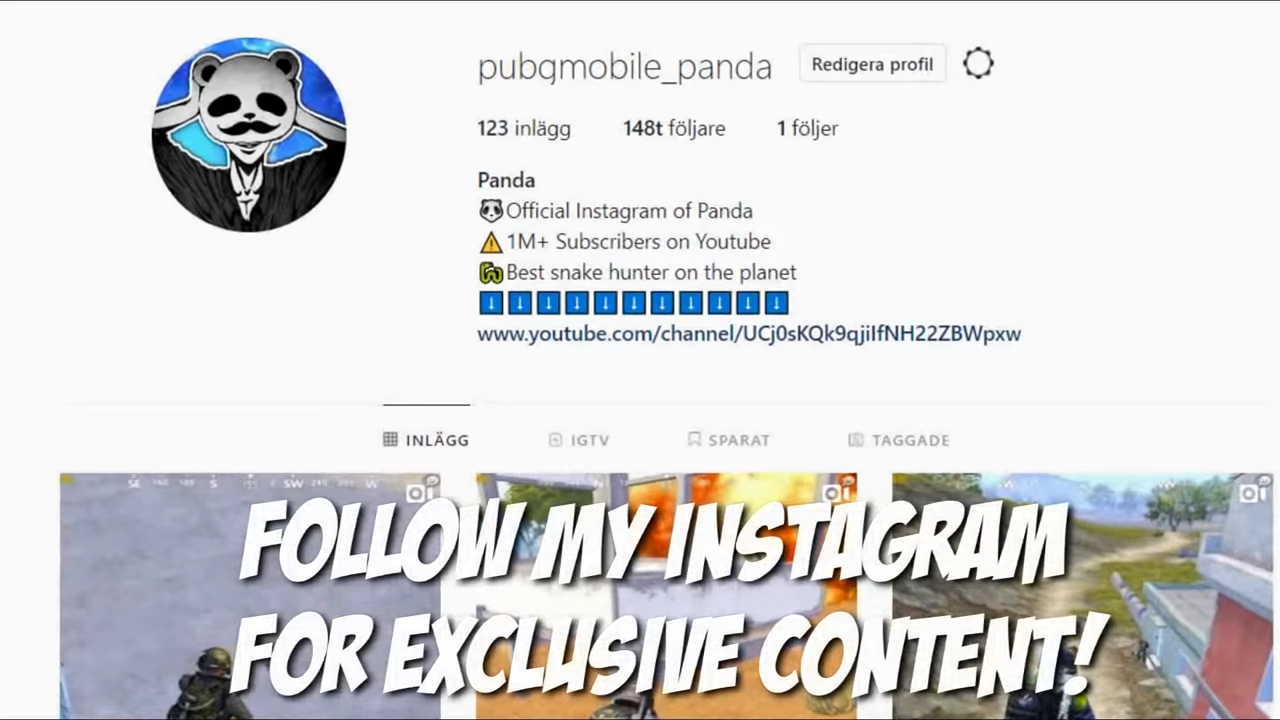 pubgmobile_panda Redigera profil
123 inlägg 148t följare 1 följer
Panda
🐼Official Instagram of Panda
⚠️1M+ Subscribers on Youtube
🐍Best snake hunter on the planet
⬇️⬇️⬇️⬇️⬇️⬇️⬇️⬇️⬇️⬇️⬇️
www.youtube.com/channel/UCj0sKQk9qjiIfNH22ZBWpxw
INLÄGG IGTV SPARAT TAGGADE
SE S SW W N
FOLLOW MY INSTAGRAM
FOR EXCLUSIVE CONTENT!